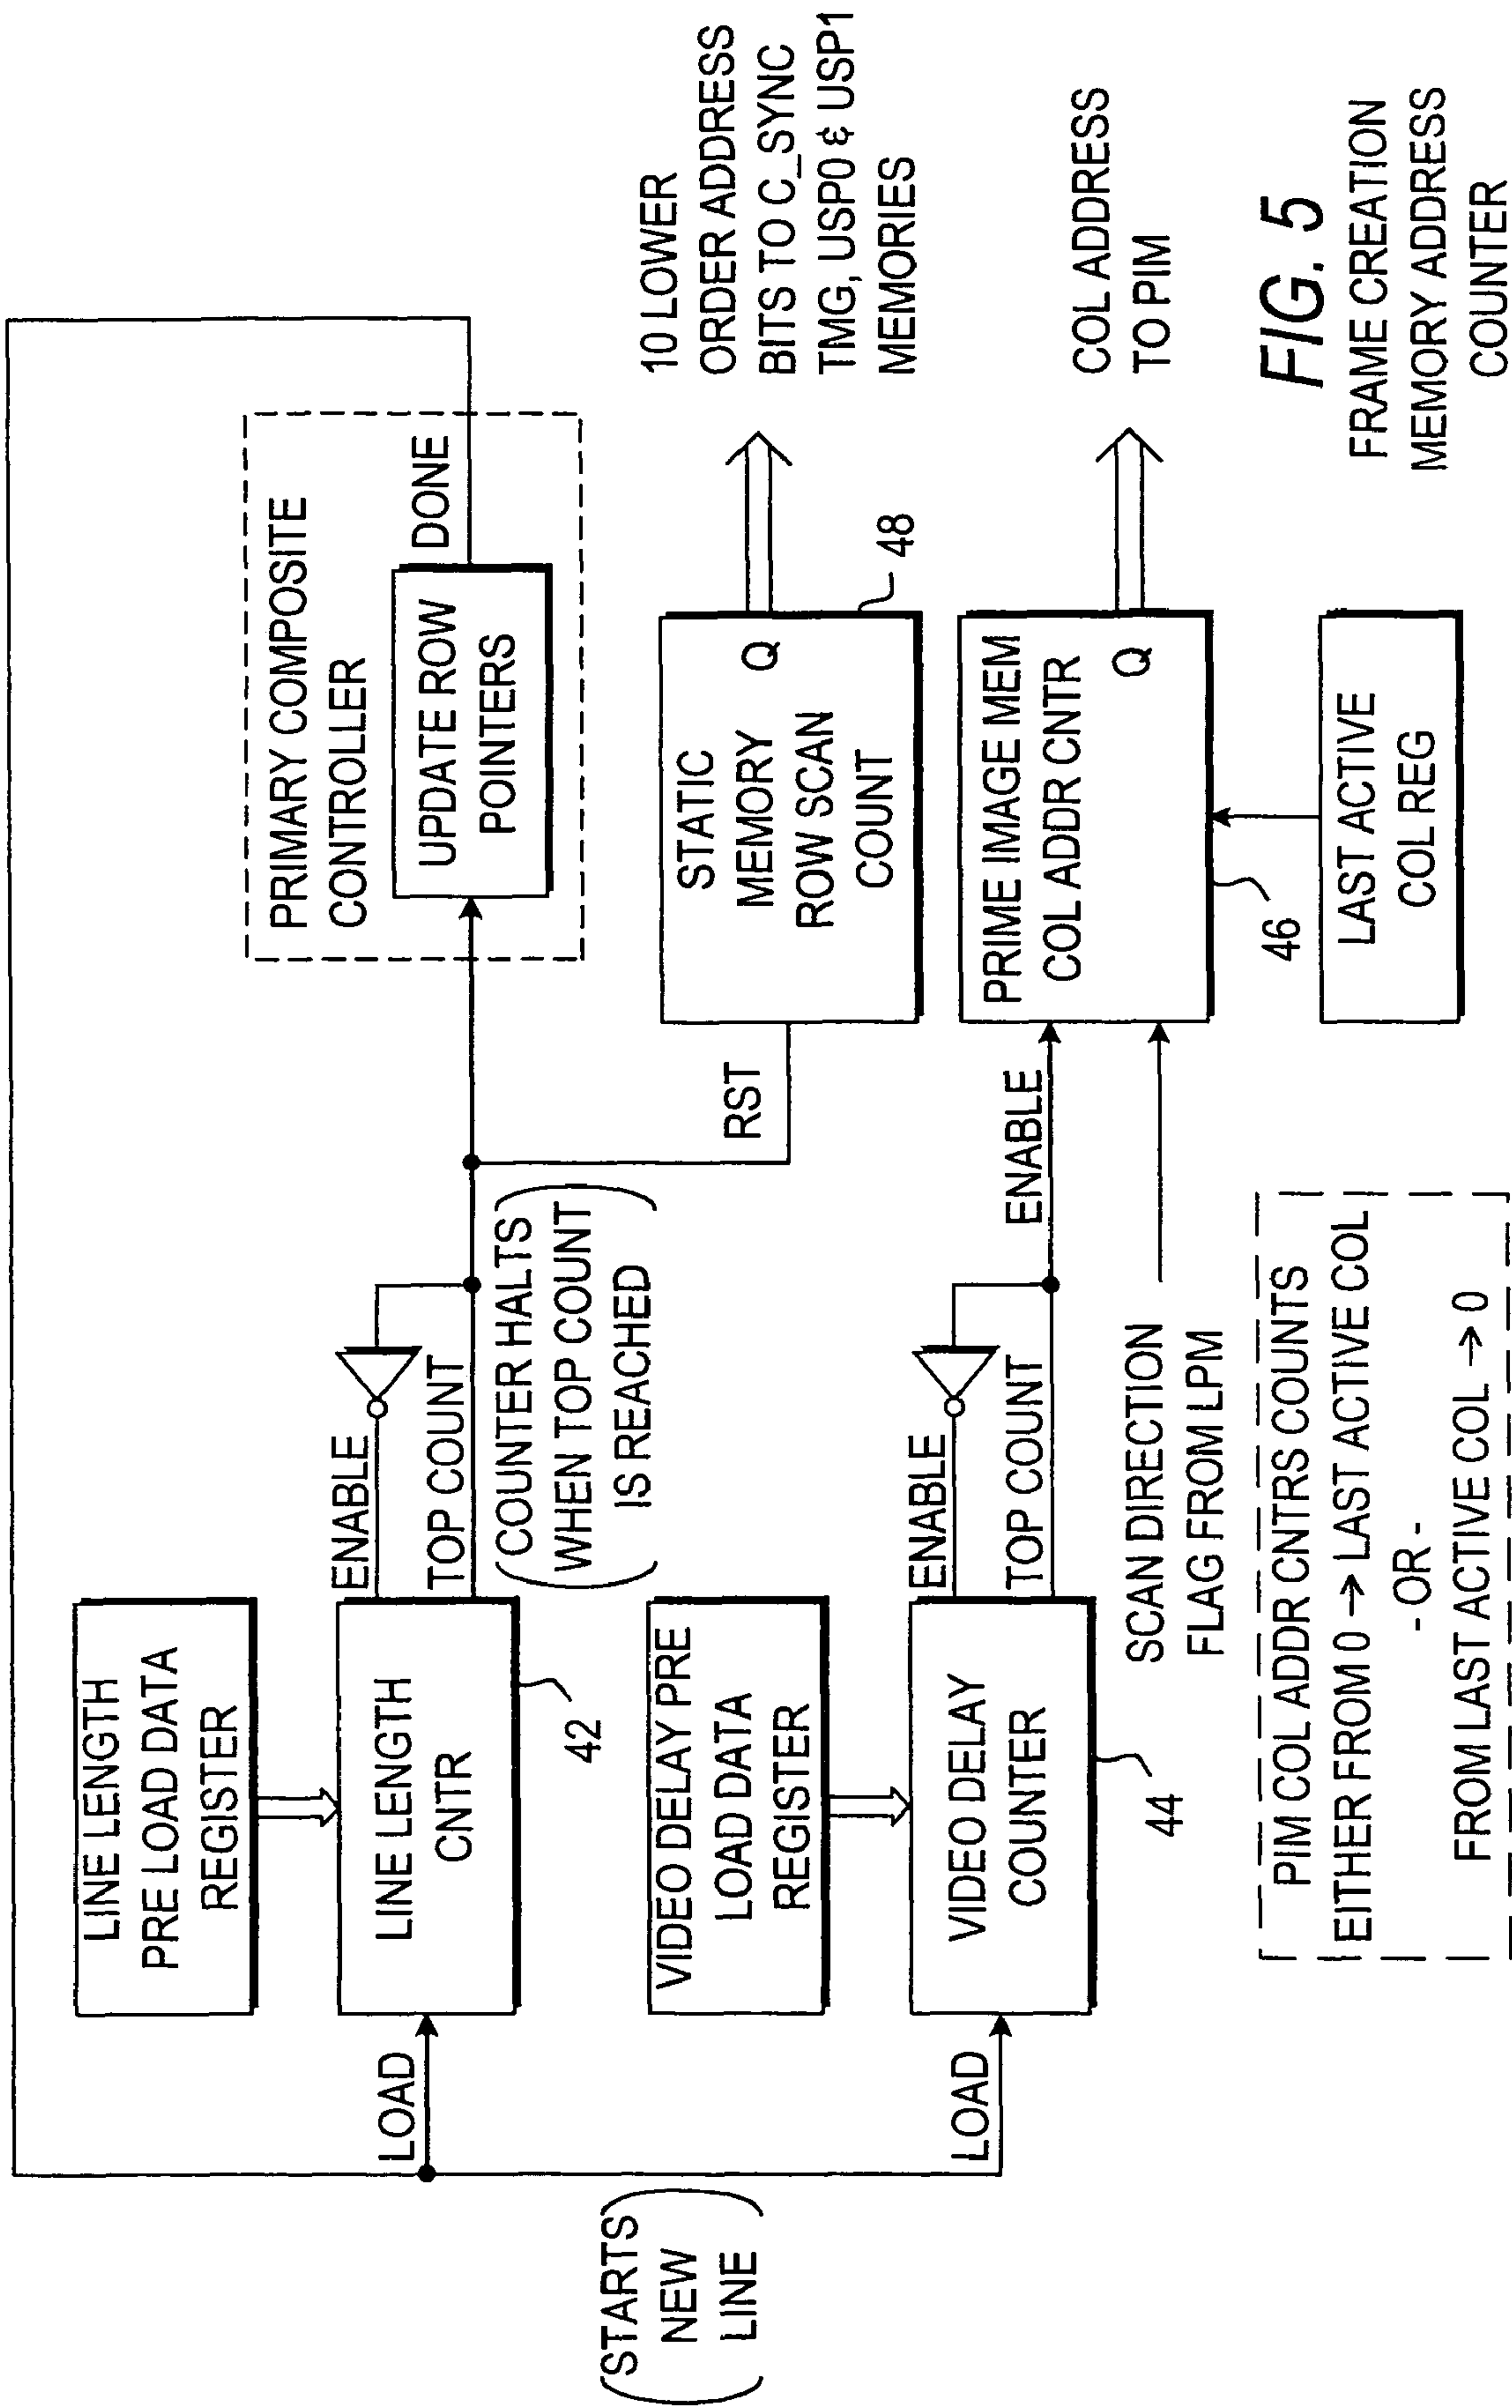 LINE LENGTH
PRE LOAD DATA
REGISTER
LOAD
LINE LENGTH
CNTR
42
ENABLE
TOP COUNT
(COUNTER HALTS
WHEN TOP COUNT
IS REACHED)
PRIMARY COMPOSITE
CONTROLLER
UPDATE ROW
POINTERS
DONE
(STARTS
NEW
LINE)
RST
STATIC
MEMORY
ROW SCAN
COUNT
Q
48
10 LOWER
ORDER ADDRESS
BITS TO C_SYNC
TMG, USP0 & USP1
MEMORIES
VIDEO DELAY PRE
LOAD DATA
REGISTER
LOAD
VIDEO DELAY
COUNTER
44
ENABLE
TOP COUNT
ENABLE
SCAN DIRECTION
FLAG FROM LPM
PRIME IMAGE MEM
COL ADDR CNTR
Q
46
COL ADDRESS
TO PIM
LAST ACTIVE
COL REG
PIM COL ADDR CNTRS COUNTS
EITHER FROM 0 → LAST ACTIVE COL
- OR -
FROM LAST ACTIVE COL → 0
FIG. 5
FRAME CREATION
MEMORY ADDRESS
COUNTER